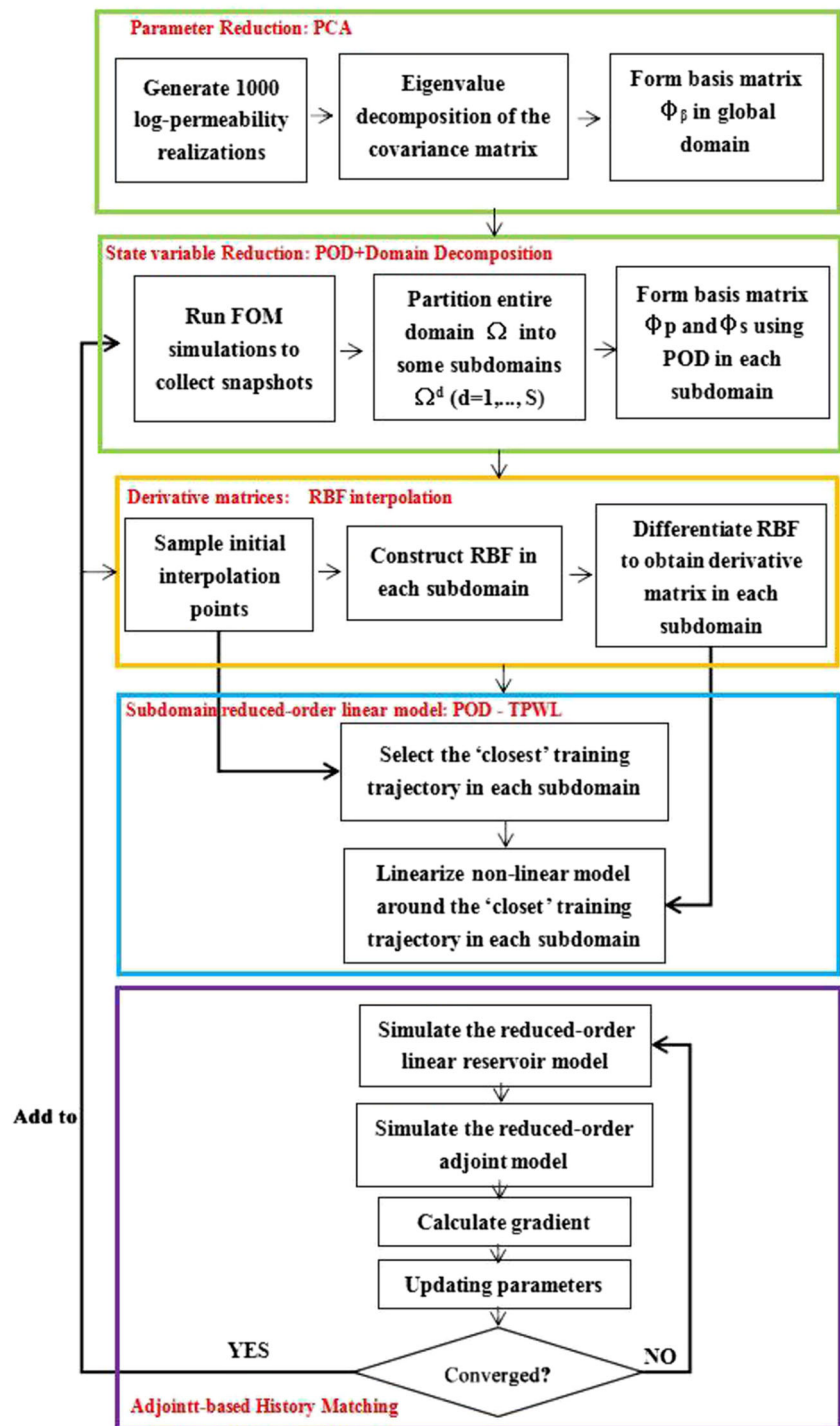 Parameter Reduction: PCA
Generate 1000
log-permeability
realizations
Eigenvalue
decomposition of the
covariance matrix
Form basis matrix
Φβ in global
domain
State variable Reduction: POD+Domain Decomposition
Run FOM
simulations to
collect snapshots
Partition entire
domain Ω into
some subdomains
Ωᵈ (d=1,..., S)
Form basis matrix
Φp and Φs using
POD in each
subdomain
Derivative matrices: RBF interpolation
Sample initial
interpolation
points
Construct RBF in
each subdomain
Differentiate RBF
to obtain derivative
matrix in each
subdomain
Subdomain reduced-order linear model: POD - TPWL
Select the ‘closest’ training
trajectory in each subdomain
Linearize non-linear model
around the ‘closet’ training
trajectory in each subdomain
Simulate the reduced-order
linear reservoir model
Simulate the reduced-order
adjoint model
Calculate gradient
Updating parameters
Converged?
YES
NO
Add to
Adjointt-based History Matching